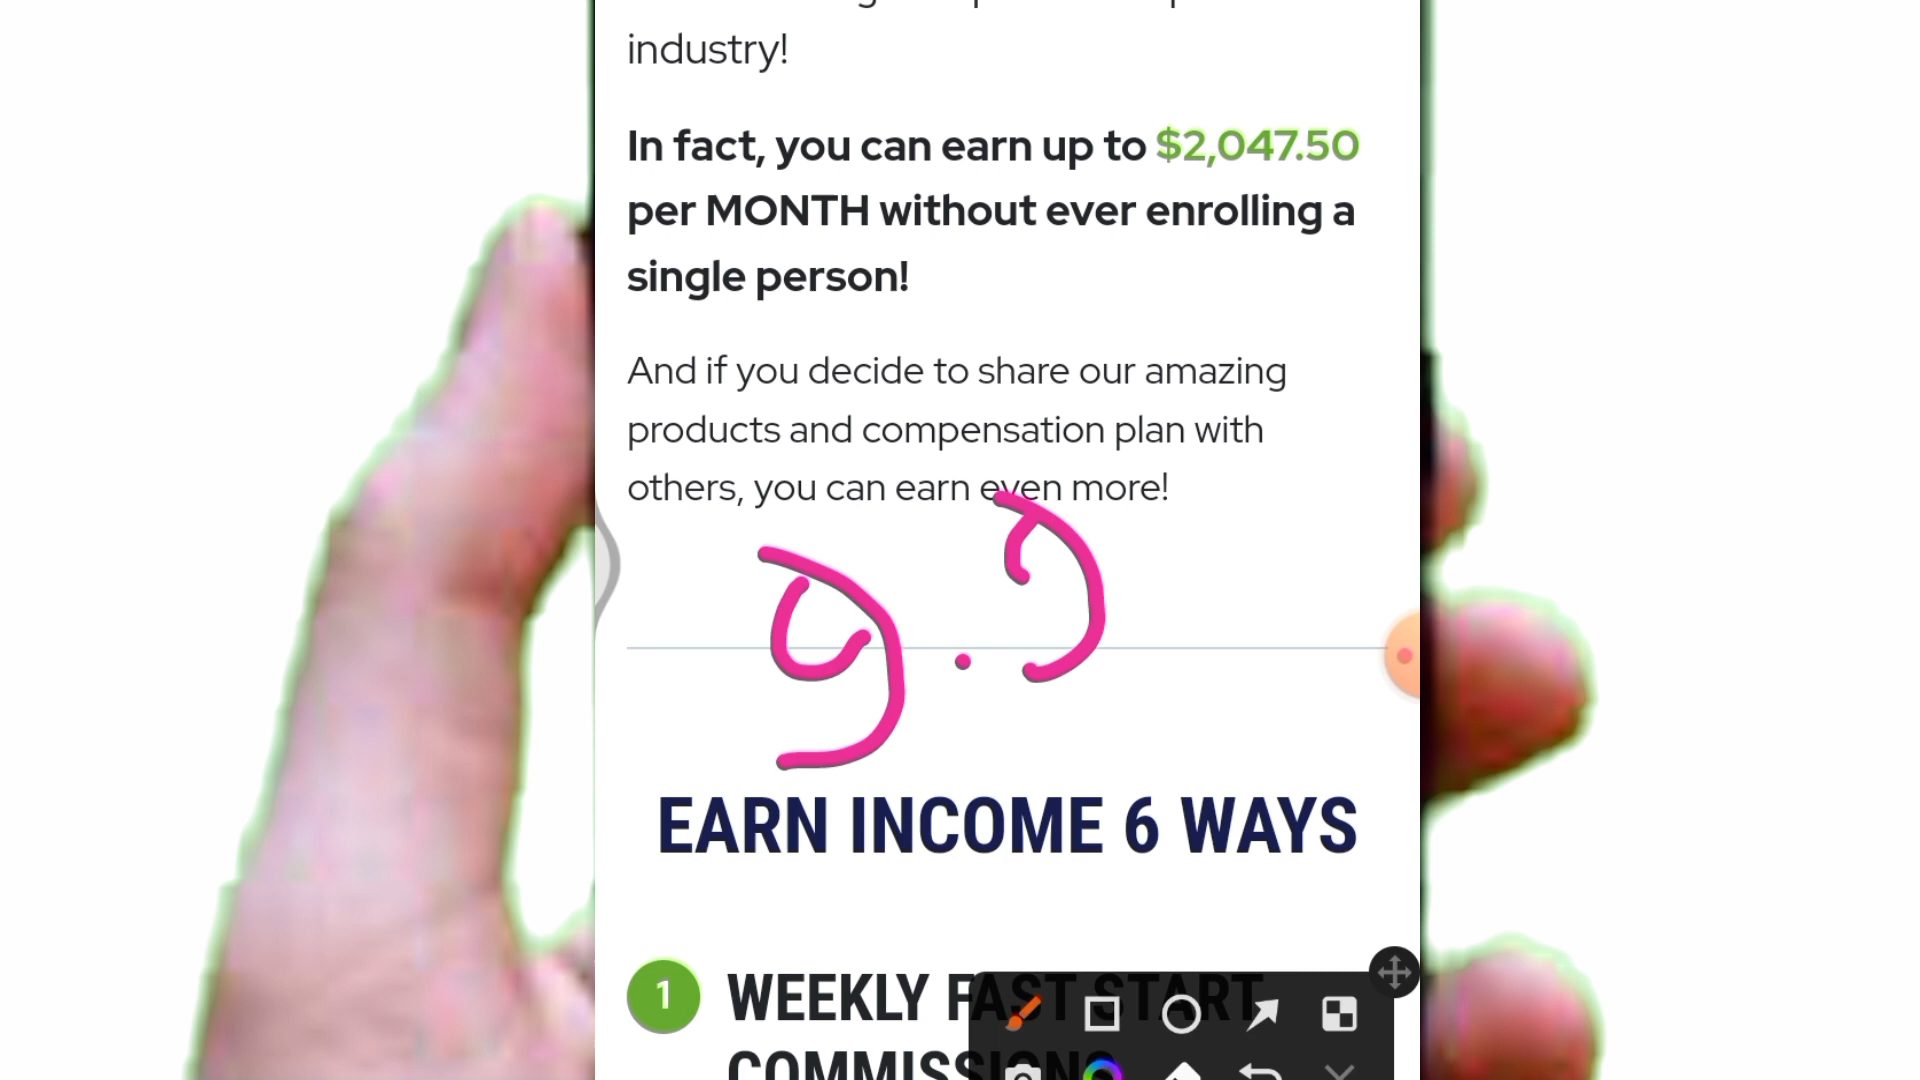 industry!
In fact, you can earn up to $2,047.50
per MONTH without ever enrolling a
single person!
And if you decide to share our amazing
products and compensation plan with
others, you can earn even more!
EARN INCOME 6 WAYS
1 WEEKLY FAST START
COMMISSIONS